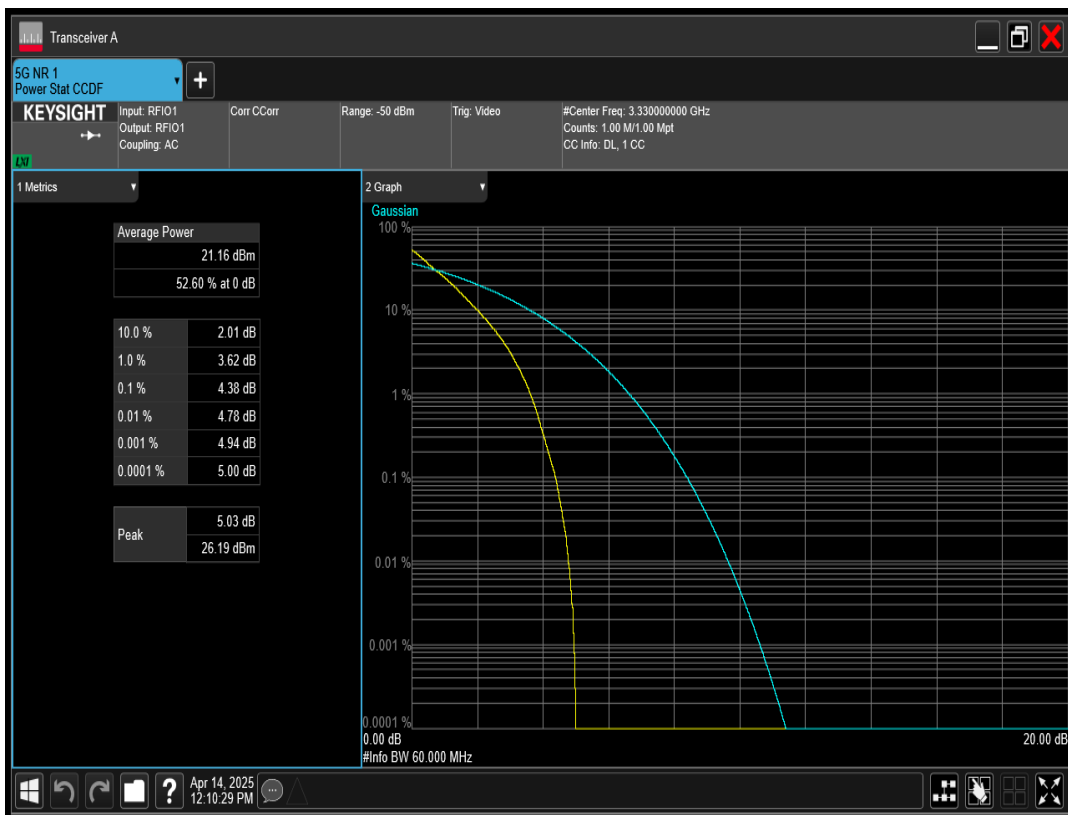 Transceiver A
5G NR 1
Power Stat CCDF
+
KEYSIGHT
LXI
Input: RFIO1
Output: RFIO1
Coupling: AC
Corr CCorr
Range: -50 dBm
Trig: Video
#Center Freq: 3.330000000 GHz
Counts: 1.00 M/1.00 Mpt
CC Info: DL, 1 CC
1 Metrics
Average Power
21.16 dBm
52.60 % at 0 dB
10.0 % 2.01 dB
1.0 % 3.62 dB
0.1 % 4.38 dB
0.01 % 4.78 dB
0.001 % 4.94 dB
0.0001 % 5.00 dB
Peak 5.03 dB
26.19 dBm
2 Graph
Gaussian
100 %
10 %
1 %
0.1 %
0.01 %
0.001 %
0.0001 %
0.00 dB 20.00 dB
#Info BW 60.000 MHz
?
Apr 14, 2025
12:10:29 PM